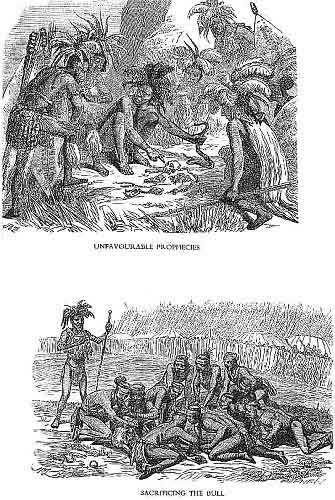 UNFAVOURABLE PROPHECIES
SACRIFICING THE BULL